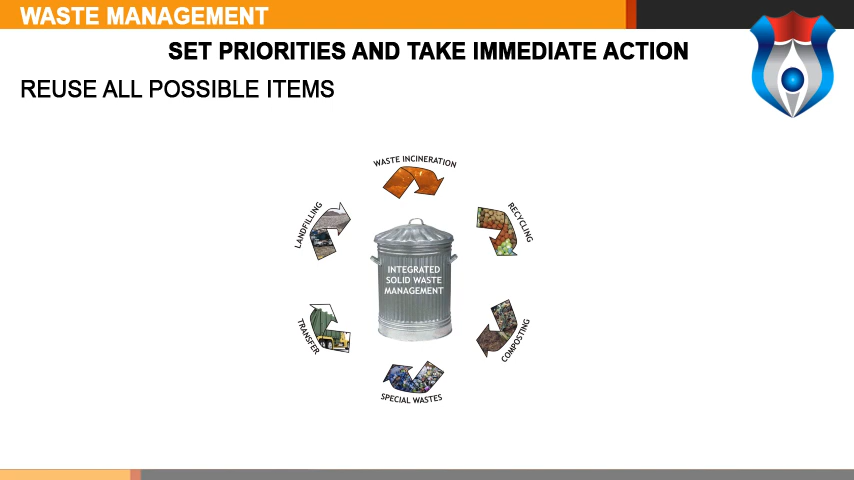 WASTE MANAGEMENT
SET PRIORITIES AND TAKE IMMEDIATE ACTION
REUSE ALL POSSIBLE ITEMS
WASTE INCINERATION
LANDFILLING
RECYCLING
INTEGRATED
SOLID WASTE
MANAGEMENT
TRANSFER
COMPOSTING
SPECIAL WASTES